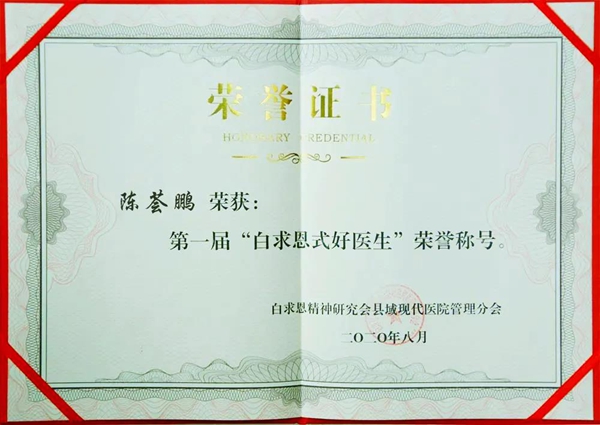 荣誉证书
HONORARY CREDENTIAL
陈荟鹏 荣获：
第一届“白求恩式好医生”荣誉称号。
白求恩精神研究会县域现代医院管理分会
二〇二〇年八月